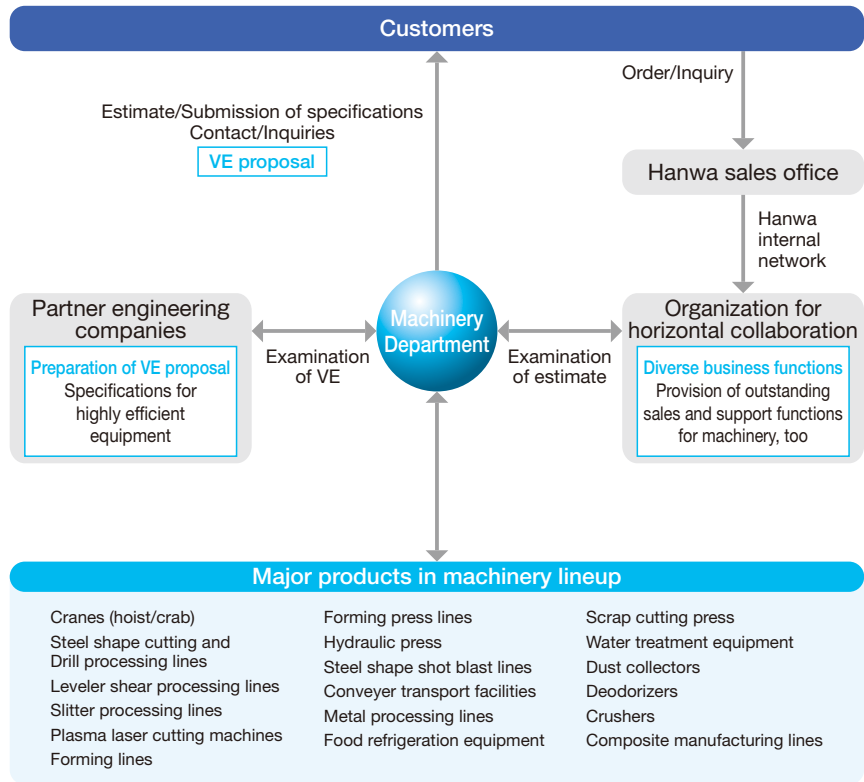 Customers
Order/Inquiry
Estimate/Submission of specifications
Contact/Inquiries
VE proposal
Hanwa sales office
Hanwa
internal
network
Partner engineering
companies
Preparation of VE proposal
Specifications for
highly efficient
equipment
Examination
of VE
Machinery
Department
Examination
of estimate
Organization for
horizontal collaboration
Diverse business functions
Provision of outstanding
sales and support functions
for machinery, too
Major products in machinery lineup
Cranes (hoist/crab)
Steel shape cutting and
Drill processing lines
Leveler shear processing lines
Slitter processing lines
Plasma laser cutting machines
Forming lines
Forming press lines
Hydraulic press
Steel shape shot blast lines
Conveyer transport facilities
Metal processing lines
Food refrigeration equipment
Scrap cutting press
Water treatment equipment
Dust collectors
Deodorizers
Crushers
Composite manufacturing lines